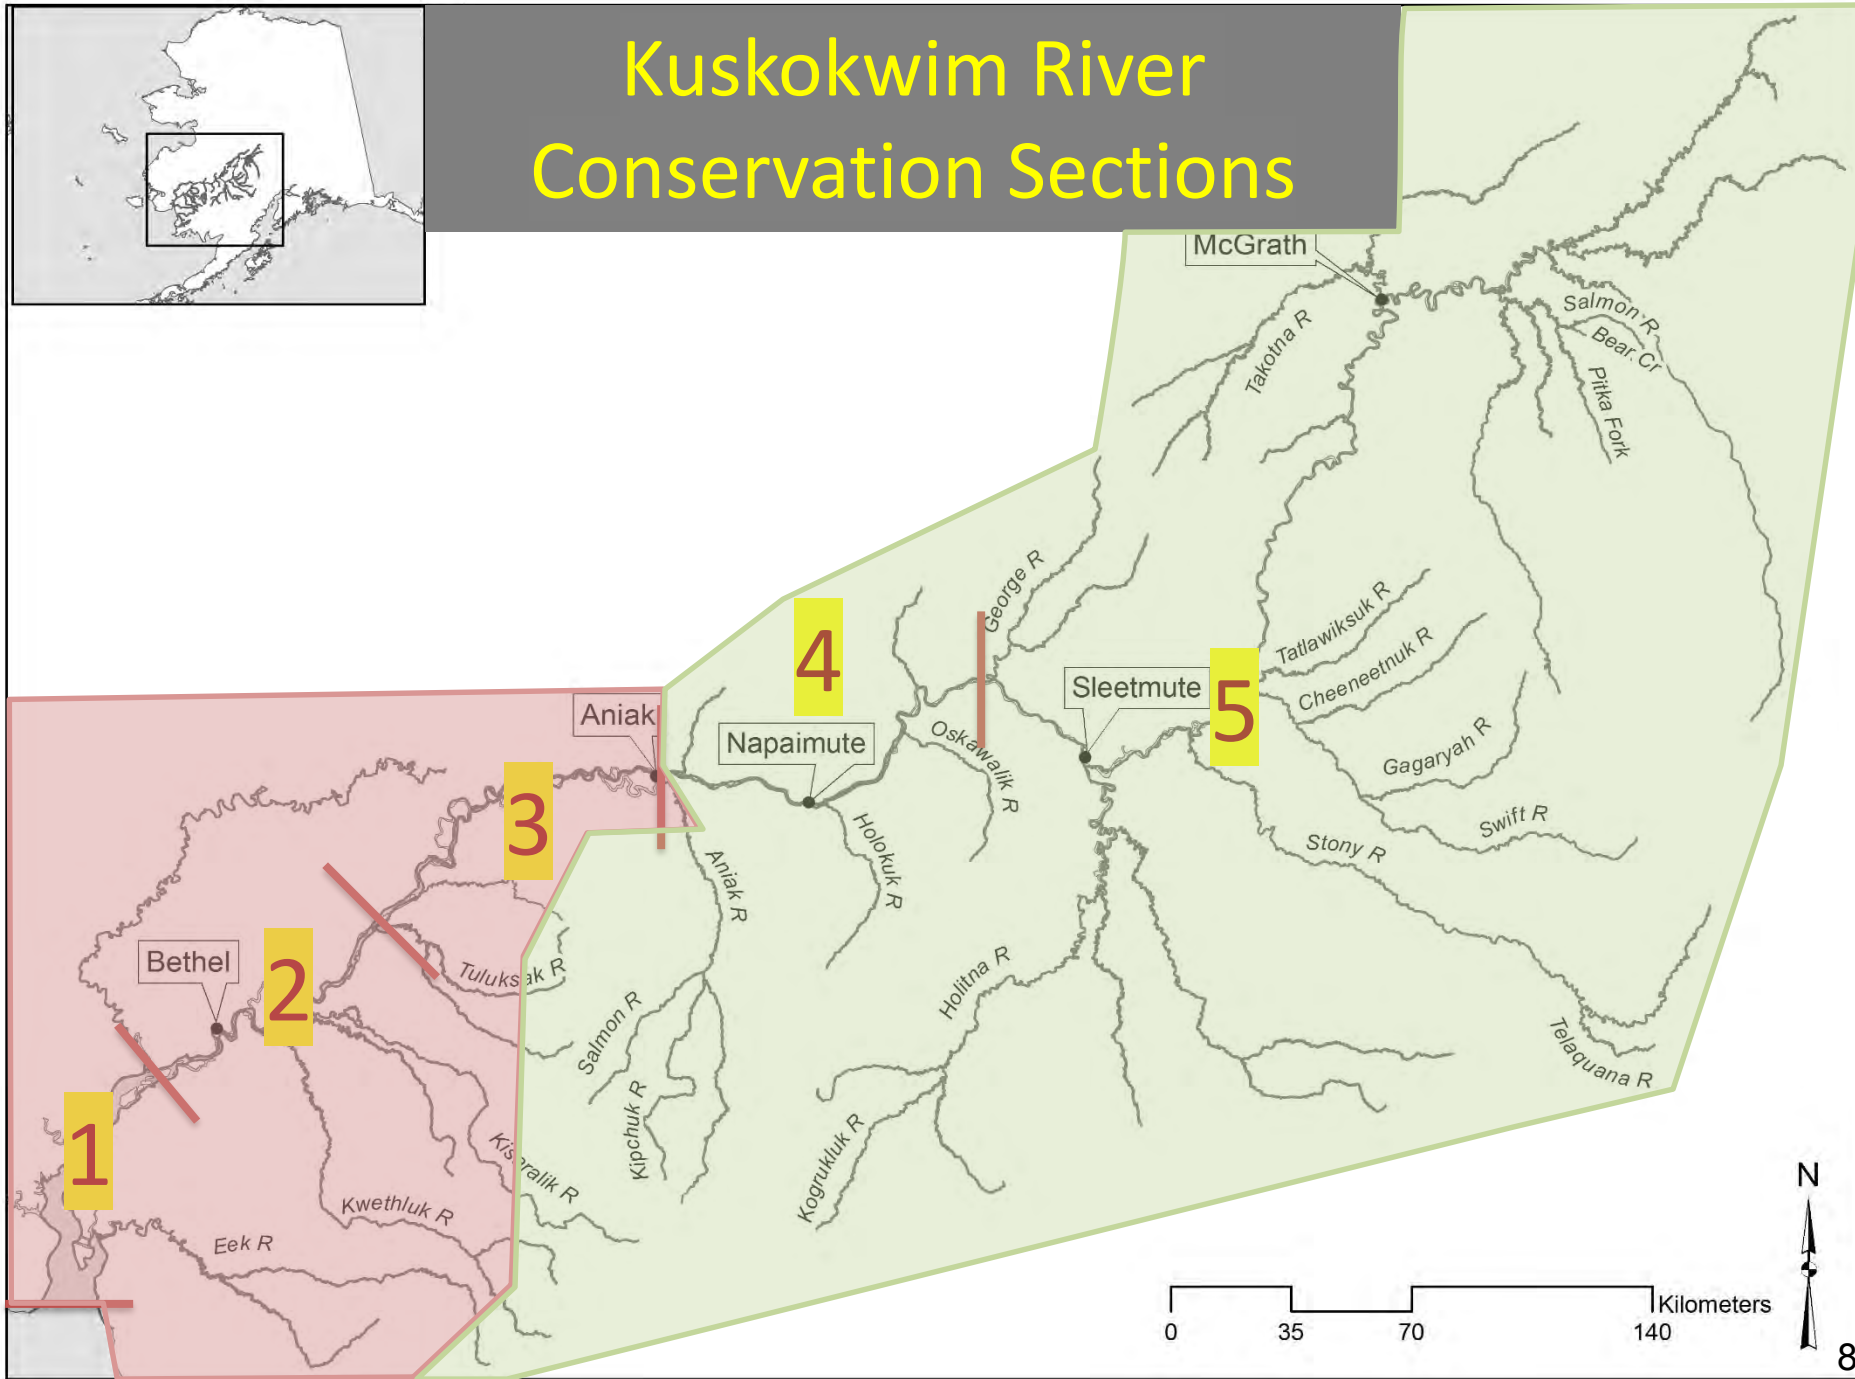 Kuskokwim River
Conservation Sections
McGrath
Salmon R
Bear Cr
Pitka Fork
Takotna R
George R
4
Tatlawiksuk R
Cheeneetnuk R
Sleetmute
5
Aniak
Napaimute
Oskawalik R
Gagaryah R
Swift R
Stony R
3
Holokuk R
Aniak R
Bethel
2
Tuluksak R
Holitna R
Salmon R
Telaquana R
1
Kipchuk R
Kisaralik R
Kogrukluk R
Kwethluk R
Eek R
N
Kilometers
0 35 70 140
8